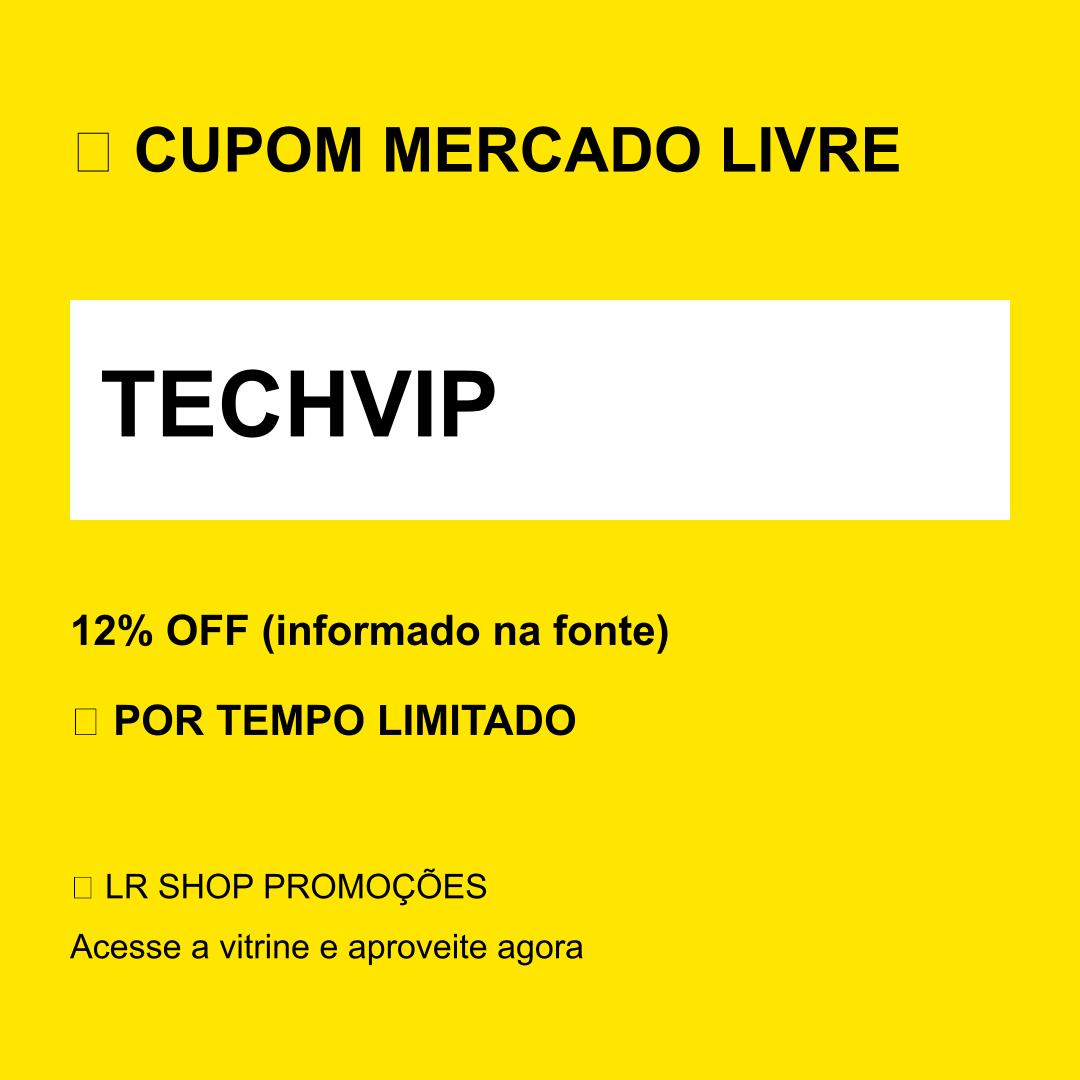 □ CUPOM MERCADO LIVRE
TECHVIP
12% OFF (informado na fonte)
□ POR TEMPO LIMITADO
□ LR SHOP PROMOÇÕES
Acesse a vitrine e aproveite agora